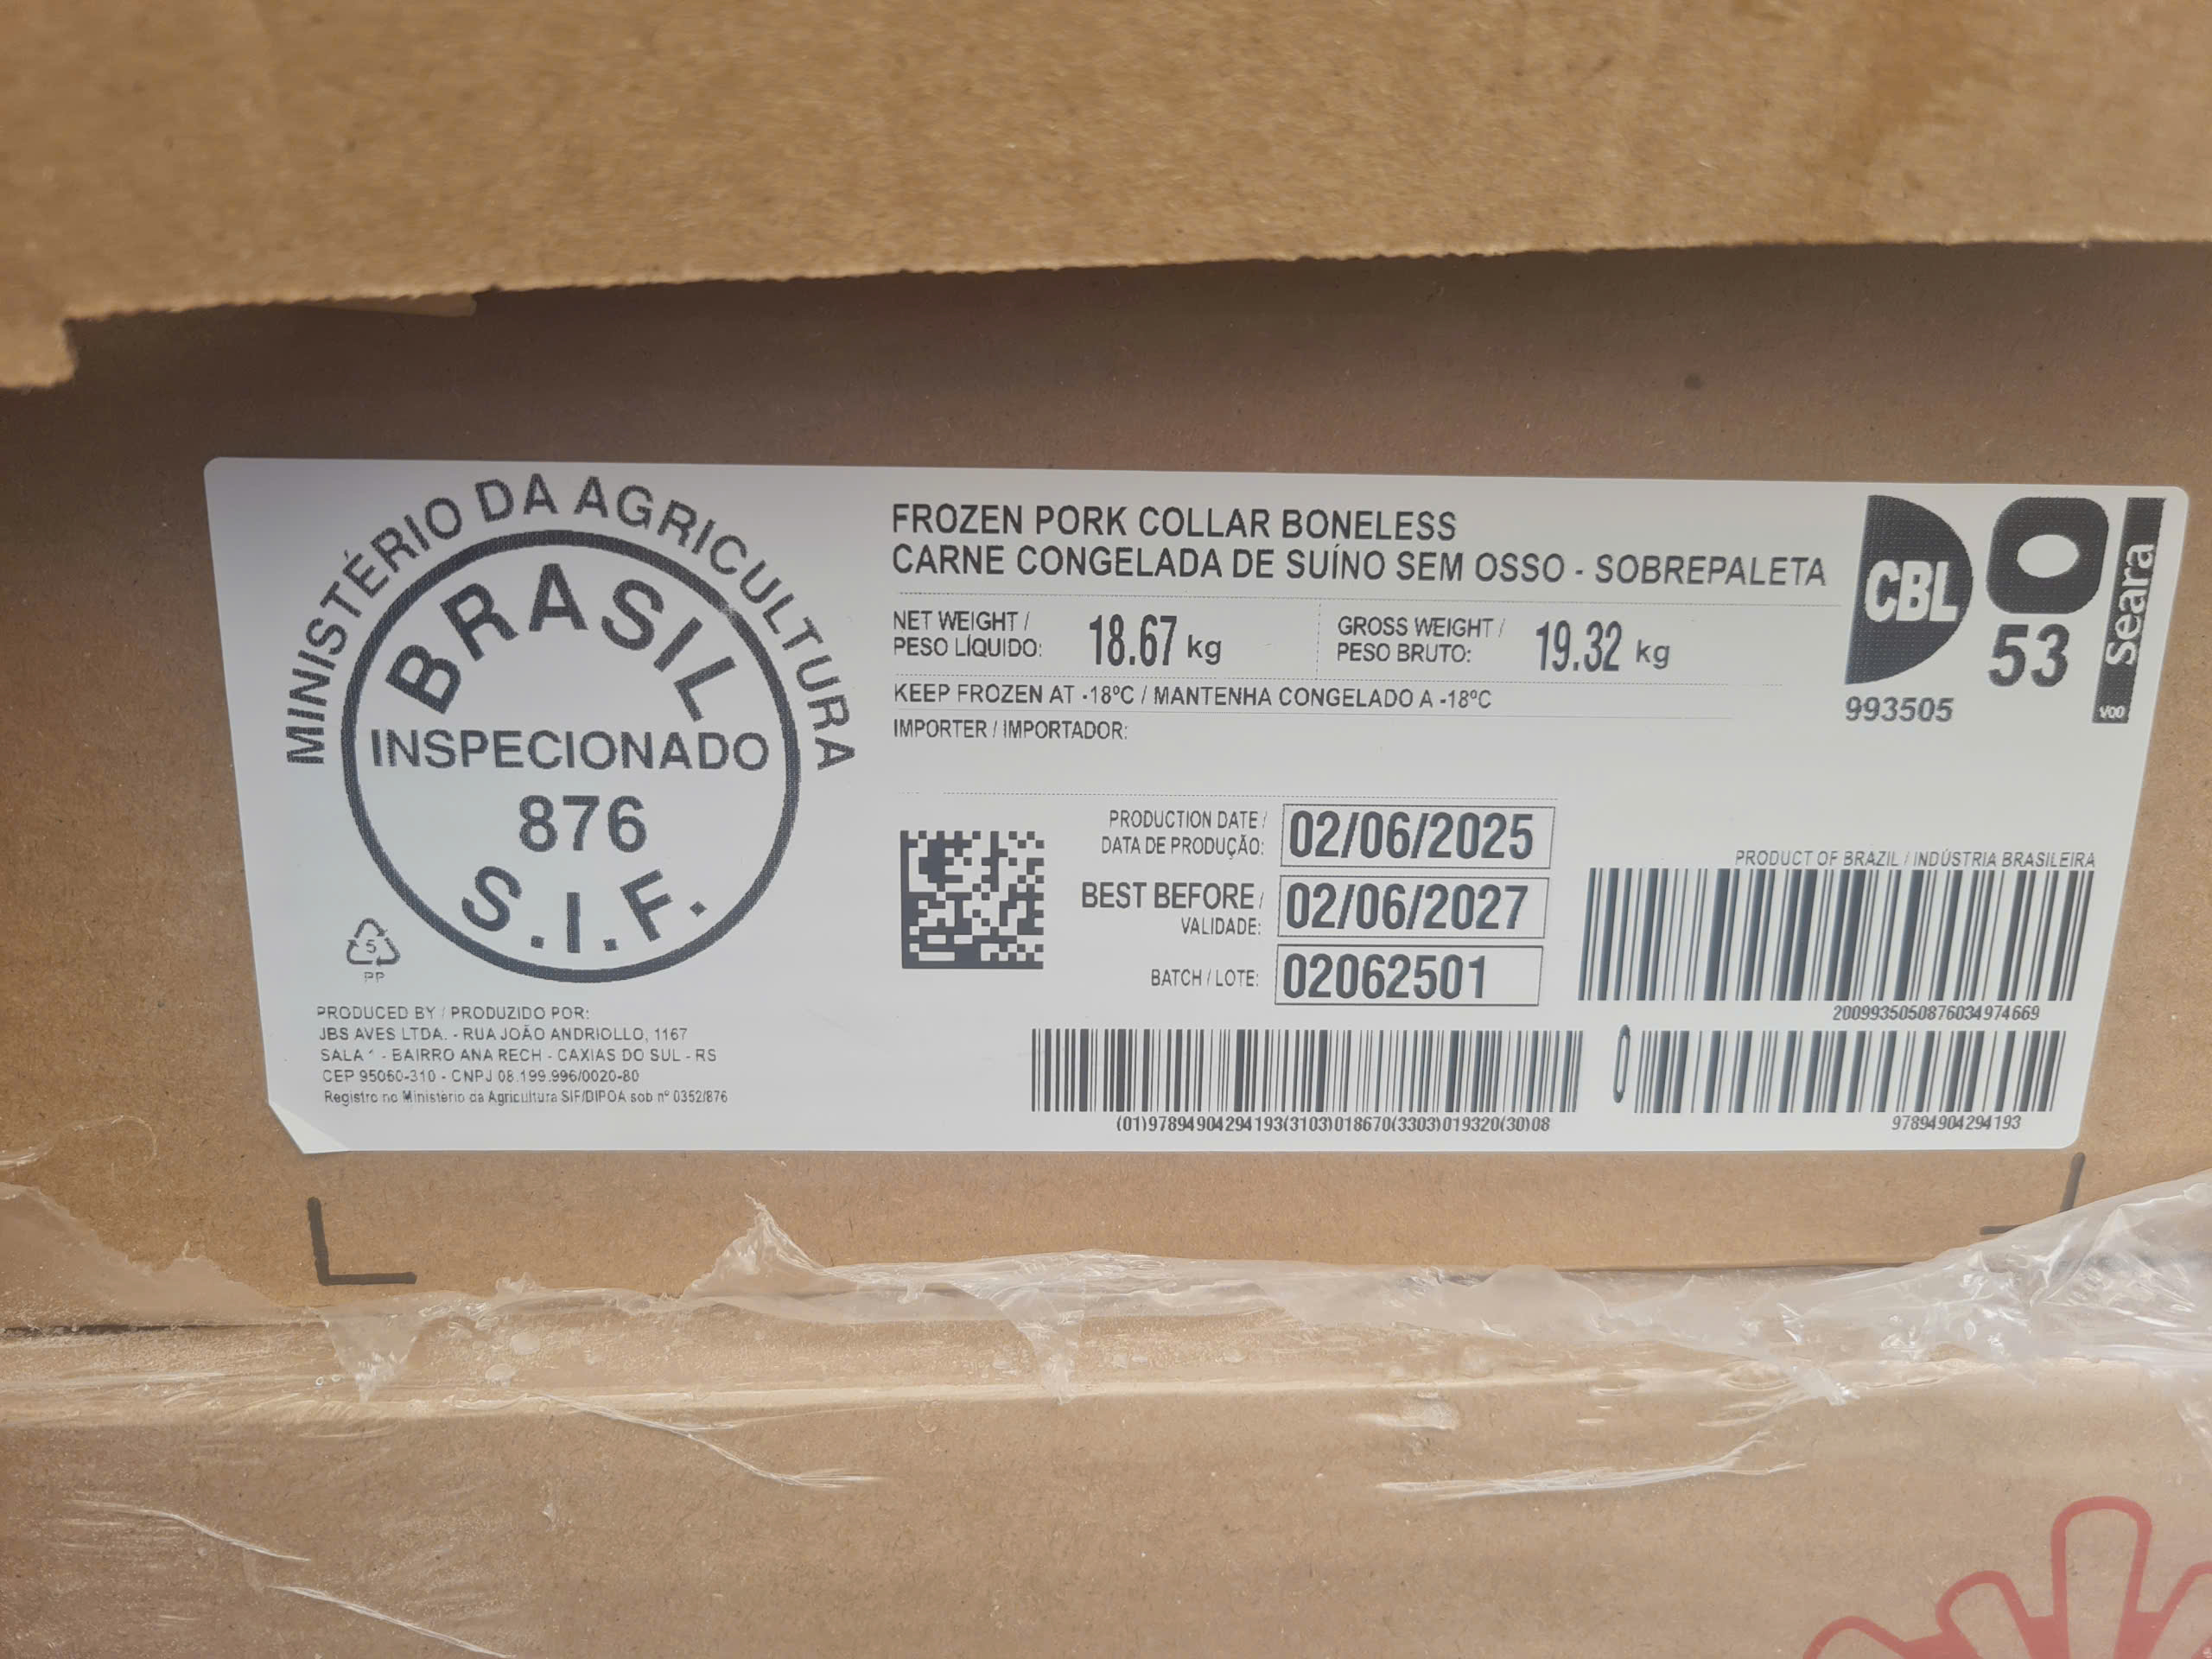 MINISTÉRIO DA AGRICULTURA
BRASIL
INSPECIONADO
876
S.I.F.
5
PP
PRODUCED BY / PRODUZIDO POR:
JBS AVES LTDA. - RUA JOÃO ANDRIOLLO, 1167
SALA - BAIRRO ANA RECH - CAXIAS DO SUL - RS
CEP 95060-310 - CNPJ 08.199.996/0020-80
Registro no Ministério da Agricultura SIF/DIPOA sob nº 0352/876
FROZEN PORK COLLAR BONELESS
CARNE CONGELADA DE SUÍNO SEM OSSO - SOBREPALETA
NET WEIGHT /
PESO LÍQUIDO:
18.67 kg
GROSS WEIGHT /
PESO BRUTO:
19.32 kg
KEEP FROZEN AT -18ºC / MANTENHA CONGELADO A -18ºC
IMPORTER / IMPORTADOR:
CBL
993505
O
53
Seara
V00
PRODUCTION DATE /
DATA DE PRODUÇÃO:
02/06/2025
BEST BEFORE /
VALIDADE:
02/06/2027
BATCH / LOTE:
02062501
PRODUCT OF BRAZIL / INDÚSTRIA BRASILEIRA
2009935050876034974669
(01)97894904294193(3103)018670(3303)019320(30)08
0
97894904294193